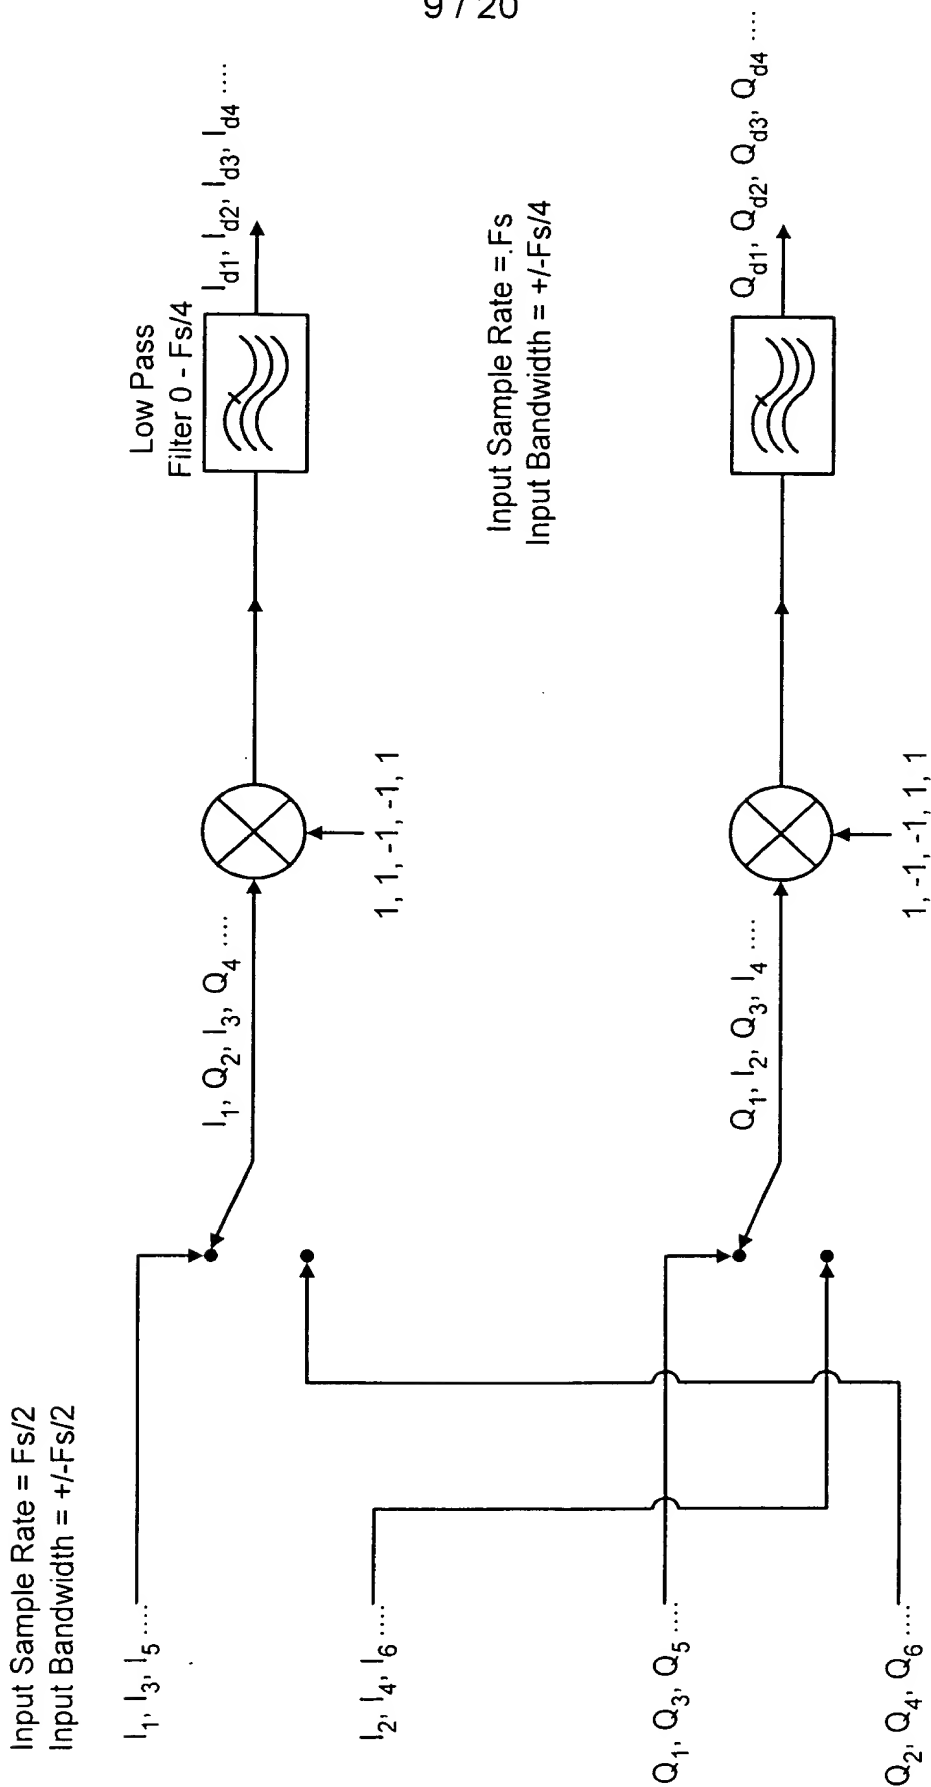 9 / 20
Input Sample Rate = Fs/2
Input Bandwidth = +/-Fs/2
I1, I3, I5 ....
I2, I4, I6 ....
Q1, Q3, Q5....
Q2, Q4, Q6....
I1, Q2, I3, Q4 ....
1, 1, -1, -1, 1
Q1, I2, Q3, I4 ....
1, -1, -1, 1, 1
Low Pass
Filter 0 - Fs/4
Id1, Id2, Id3, Id4 ....
Input Sample Rate =.Fs
Input Bandwidth = +/-Fs/4
Qd1, Qd2, Qd3, Qd4 ....